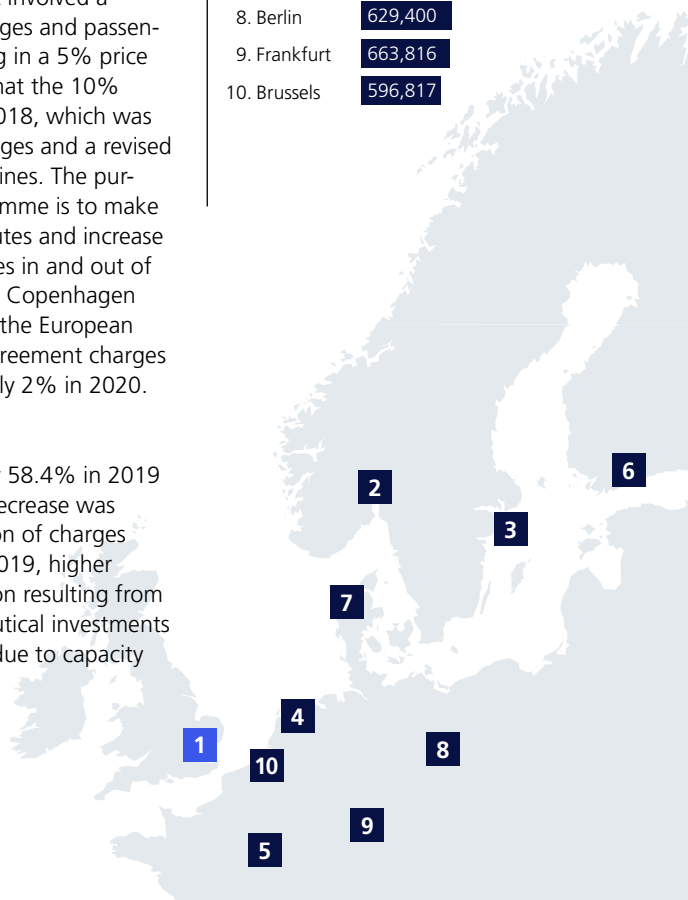 involved a
ges and passen-
g in a 5% price
hat the 10%
018, which was
ges and a revised
ines. The pur-
mme is to make
utes and increase
es in and out of
Copenhagen
the European
reement charges
ly 2% in 2020.
58.4% in 2019
ecrease was
on of charges
019, higher
on resulting from
utical investments
due to capacity
8. Berlin 629,400
9. Frankfurt 663,816
10. Brussels 596,817
6
2
3
7
4
1
8
10
9
5